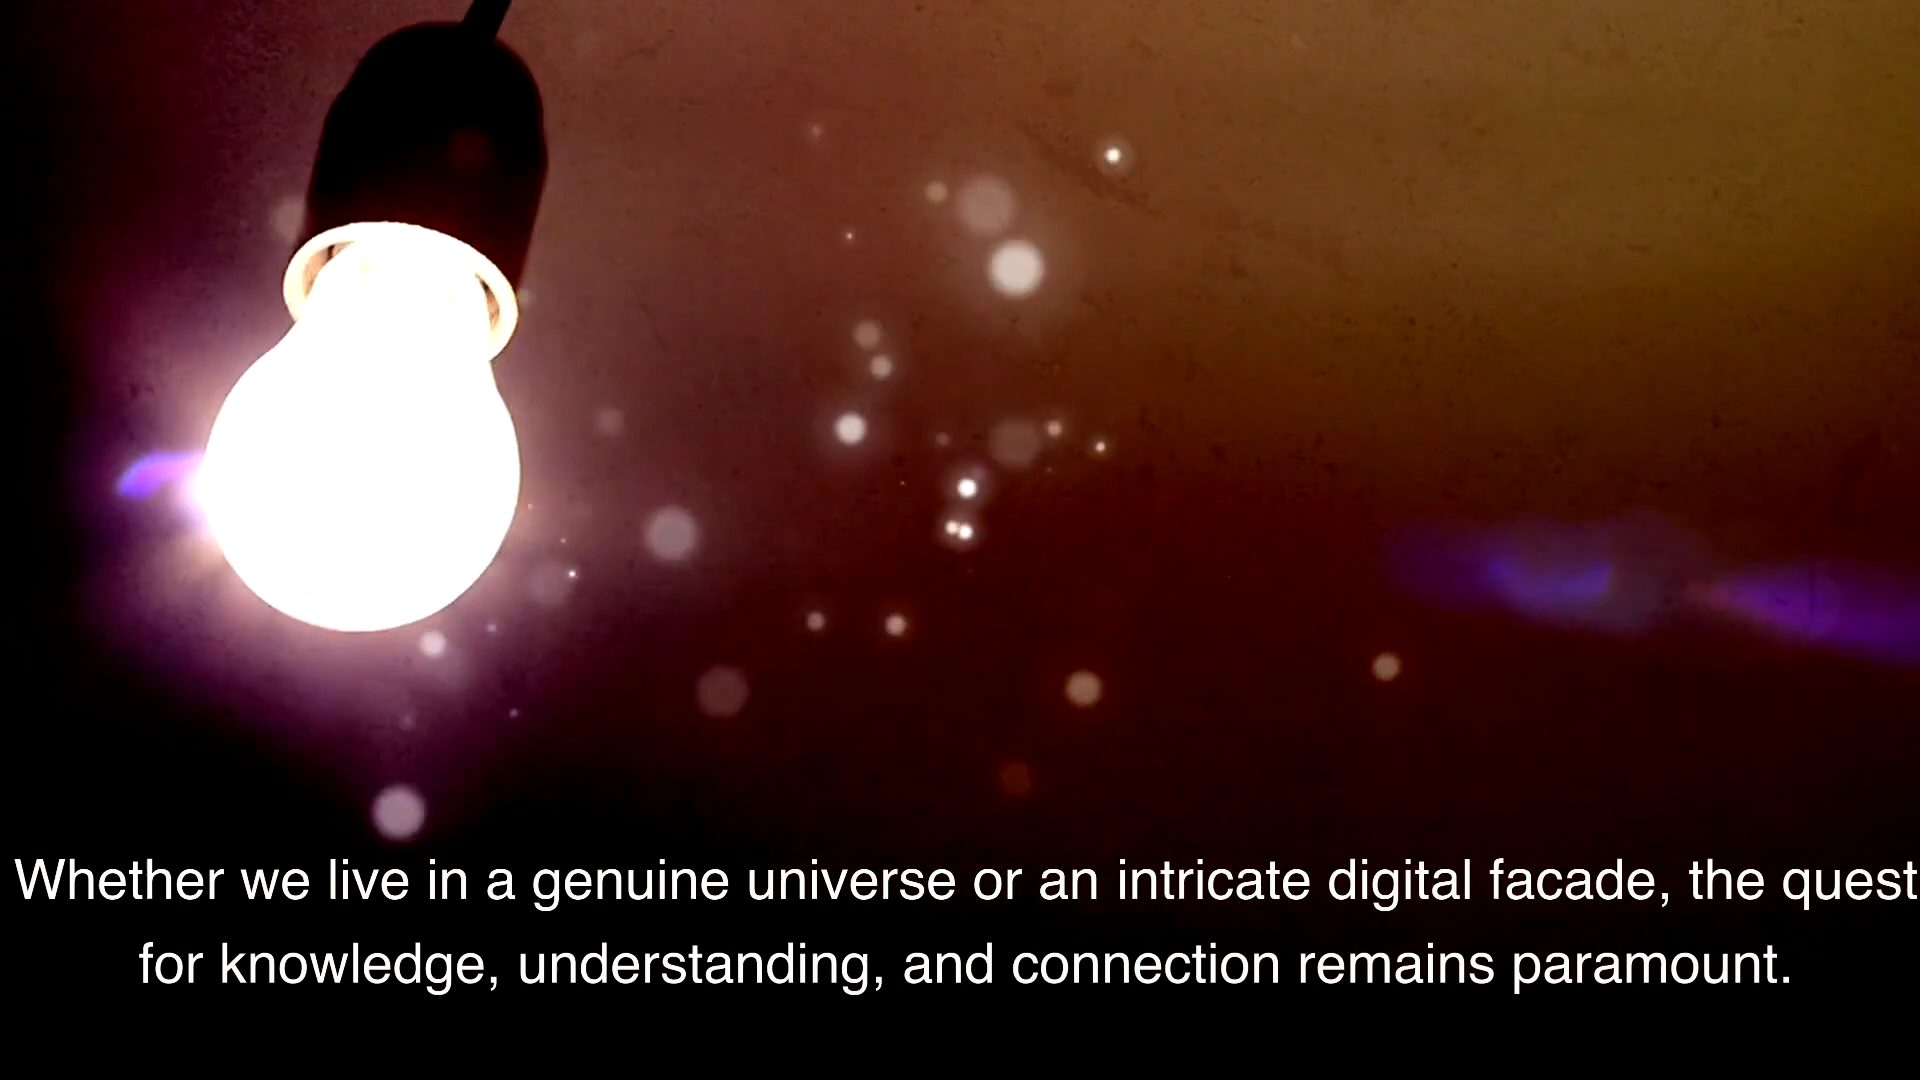 Whether we live in a genuine universe or an intricate digital facade, the quest
for knowledge, understanding, and connection remains paramount.